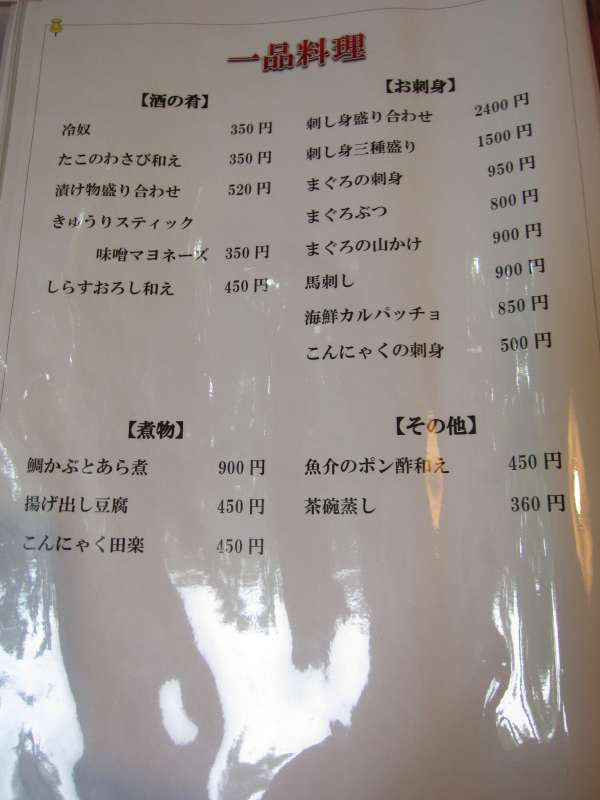 一品料理
【酒の肴】
冷奴 350円
たこのわさび和え 350円
漬け物盛り合わせ 520円
きゅうりスティック
味噌マヨネーズ 350円
しらすおろし和え 450円
【お刺身】
刺し身盛り合わせ 2400円
刺し身三種盛り 1500円
まぐろの刺身 950円
まぐろぶつ 800円
まぐろの山かけ 900円
馬刺し 900円
海鮮カルパッチョ 850円
こんにゃくの刺身 500円
【煮物】
鯛かぶとあら煮 900円
揚げ出し豆腐 450円
こんにゃく田楽 450円
【その他】
魚介のポン酢和え 450円
茶碗蒸し 360円